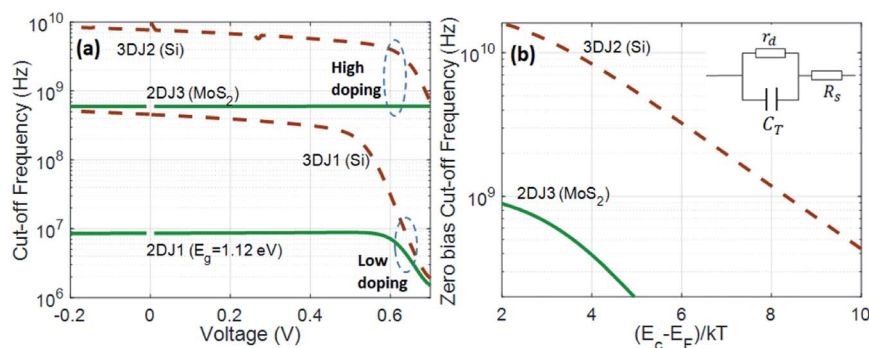 (a)
3DJ2 (Si)
High
doping
2DJ3 (MoS2)
3DJ1 (Si)
2DJ1 (Eg=1.12 eV)
Low
doping
10^10
10^9
10^8
10^7
10^6
Cut-off Frequency (Hz)
-0.2 0 0.2 0.4 0.6
Voltage (V)
(b)
3DJ2 (Si)
2DJ3 (MoS2)
rd
CT
Rs
10^10
10^9
Zero bias Cut-off Frequency (Hz)
2 4 6 8 10
(Ec-EF)/kT